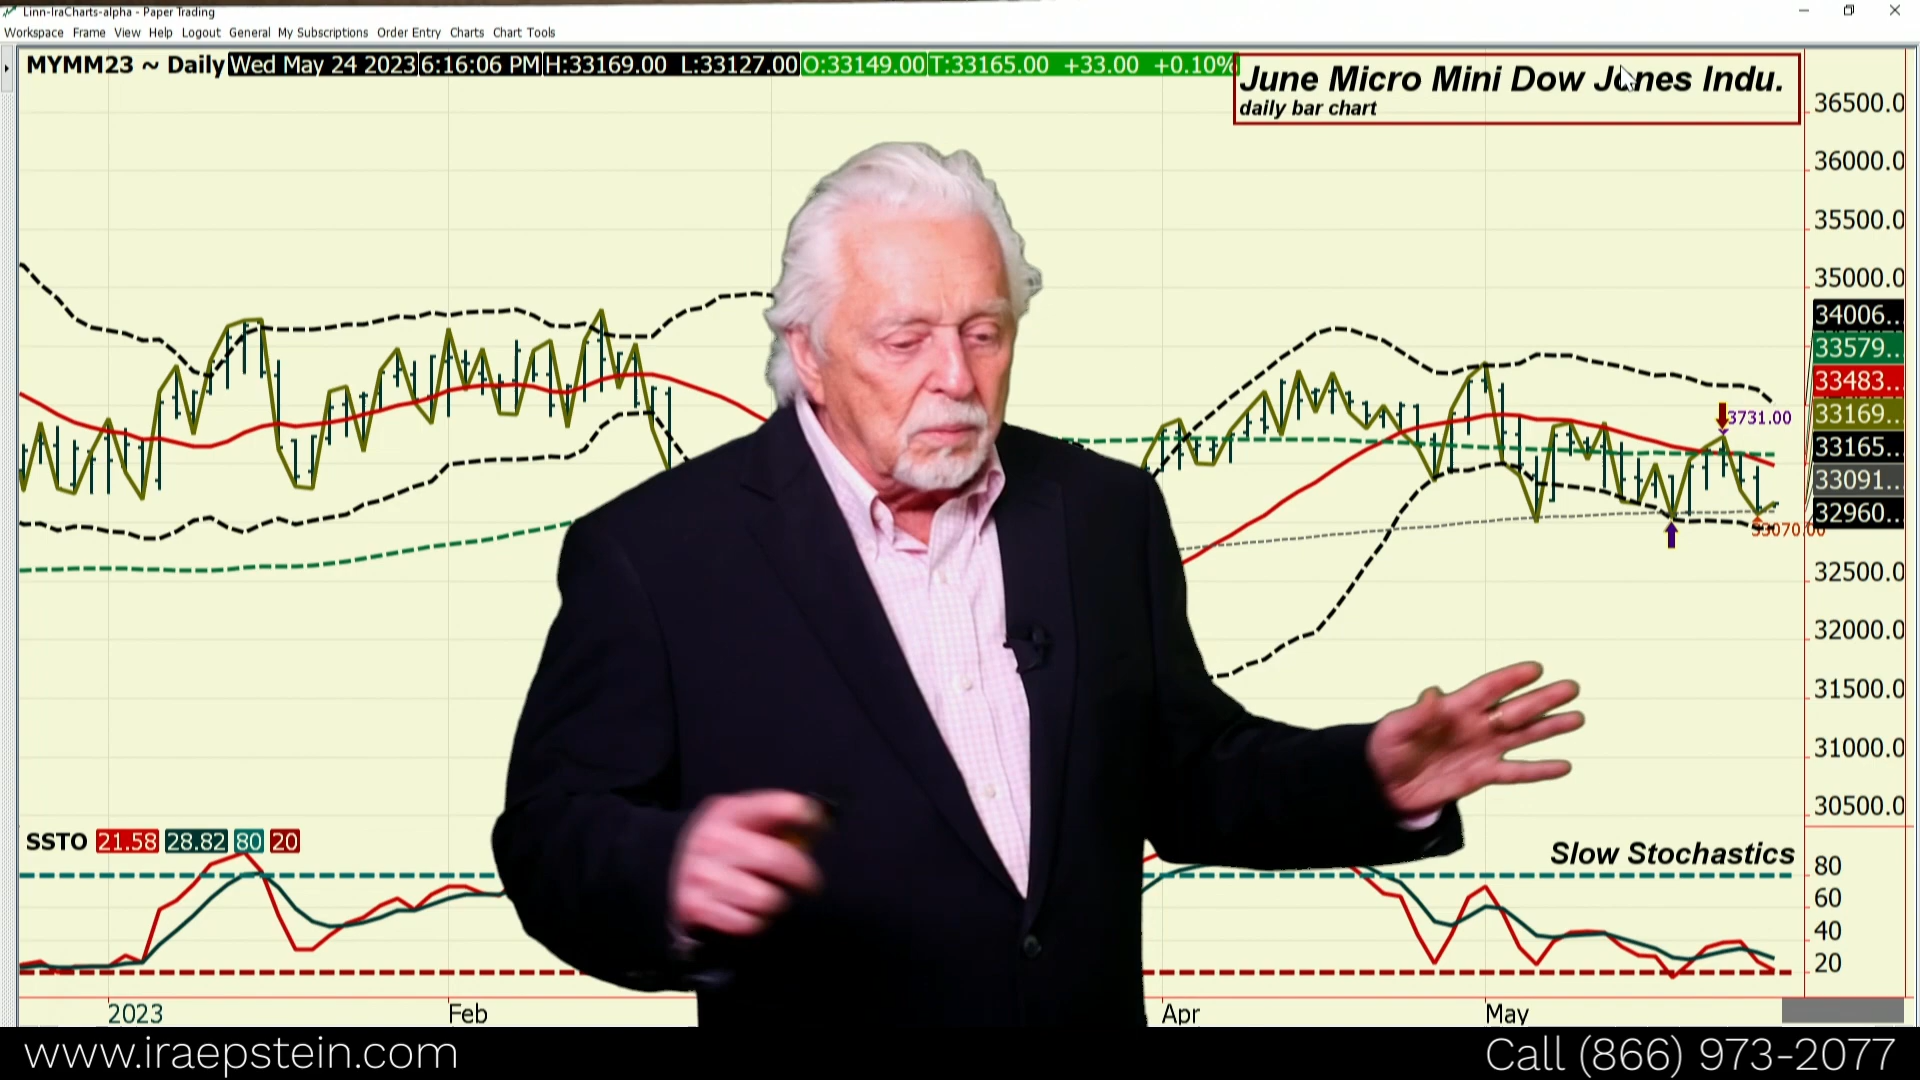 Linn-IraCharts-alpha - Paper Trading
Workspace Frame View Help Logout General My Subscriptions Order Entry Charts Chart Tools
MYMM23 ~ Daily Wed May 24 2023 6:16:06 PM H:33169.00 L:33127.00 O:33149.00 T:33165.00 +33.00 +0.10%
June Micro Mini Dow Jones Indu.
daily bar chart
36500.0
36000.0
35500.0
35000.0
34006...
33579...
33483...
33169...
33165...
33091...
32960...
3731.00
33070.00
32500.0
32000.0
31500.0
31000.0
30500.0
SSTO 21.58 28.82 80 20
Slow Stochastics
80
60
40
20
2023 Feb Apr May
www.iraepstein.com
Call (866) 973-2077